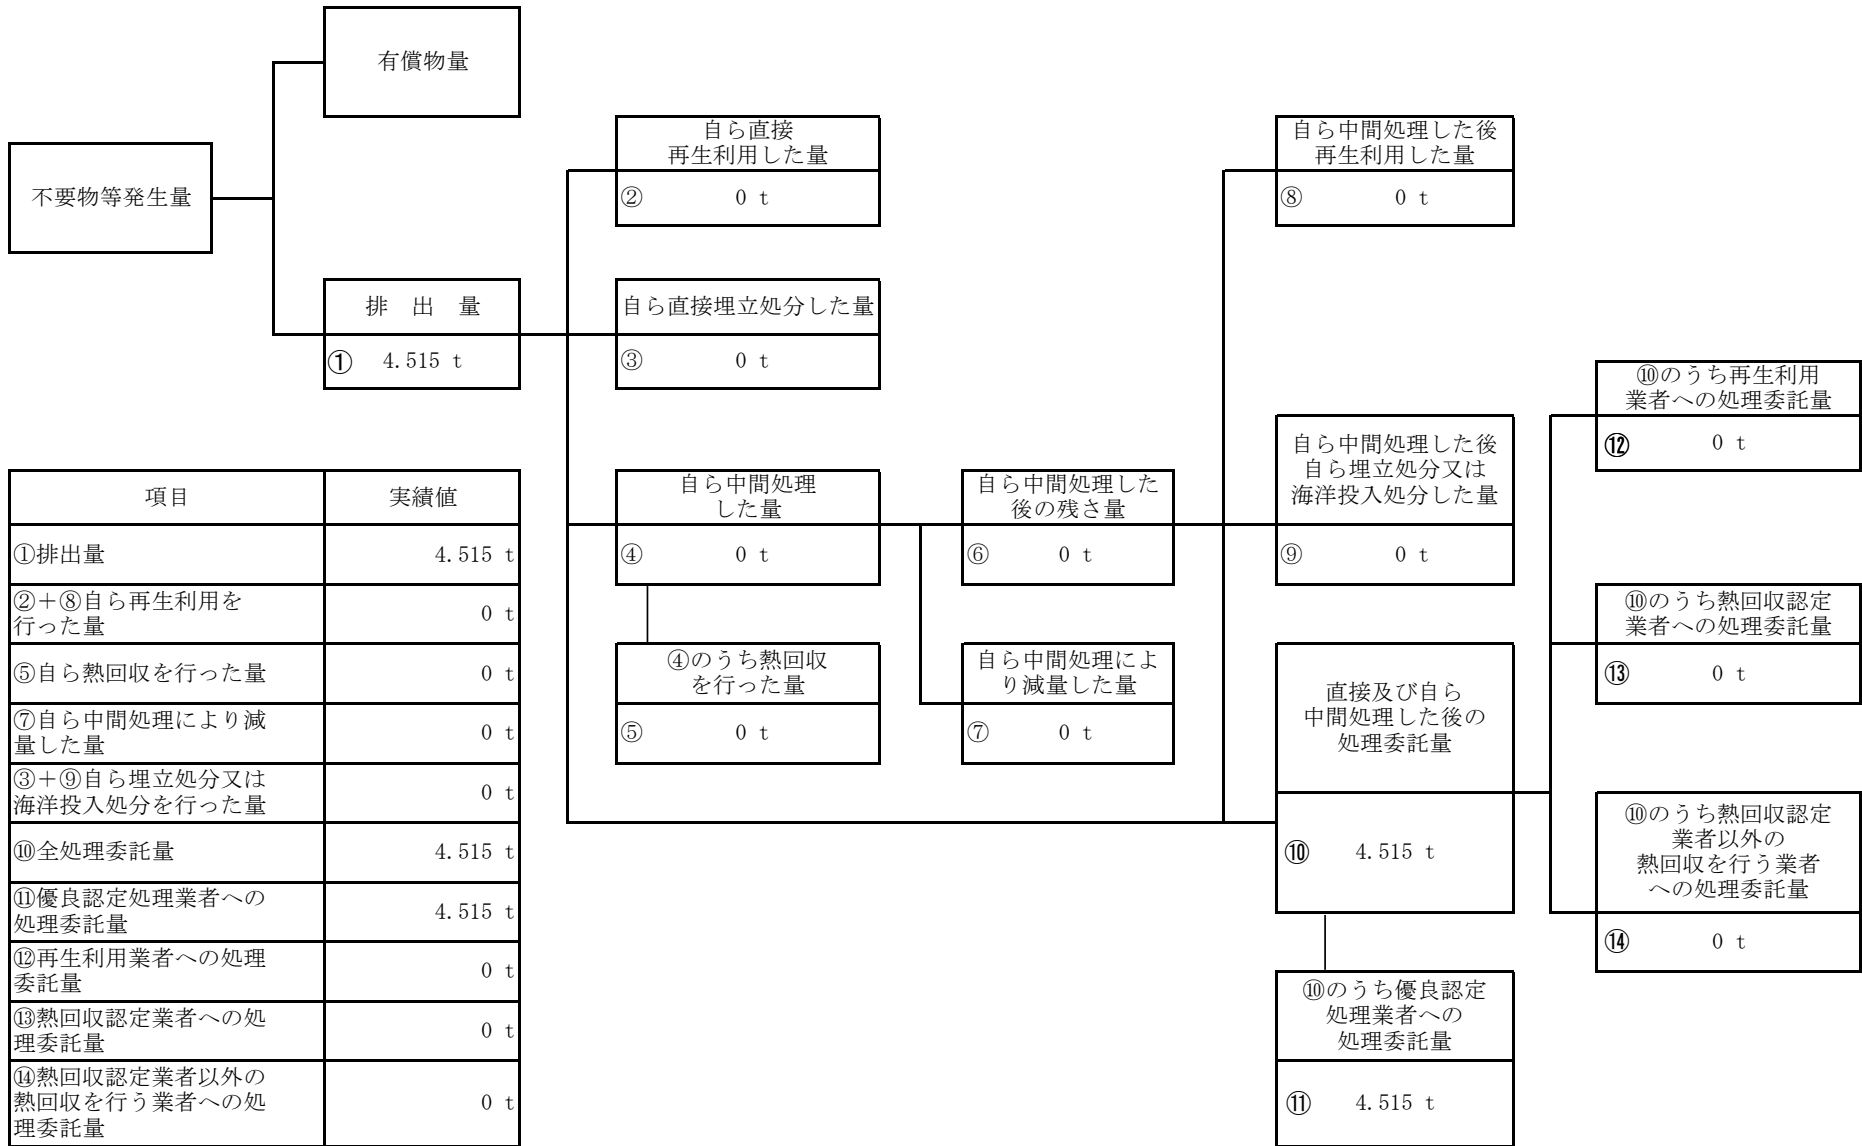 有償物量
不要物等発生量
排　出　量
① 4.515 t
自ら直接
再生利用した量
② 0 t
自ら直接埋立処分した量
③ 0 t
自ら中間処理
した量
④ 0 t
④のうち熱回収
を行った量
⑤ 0 t
自ら中間処理した
後の残さ量
⑥ 0 t
自ら中間処理によ
り減量した量
⑦ 0 t
自ら中間処理した後
再生利用した量
⑧ 0 t
自ら中間処理した後
自ら埋立処分又は
海洋投入処分した量
⑨ 0 t
直接及び自ら
中間処理した後の
処理委託量
⑩ 4.515 t
⑩のうち優良認定
処理業者への
処理委託量
⑪ 4.515 t
⑩のうち再生利用
業者への処理委託量
⑫ 0 t
⑩のうち熱回収認定
業者への処理委託量
⑬ 0 t
⑩のうち熱回収認定
業者以外の
熱回収を行う業者
への処理委託量
⑭ 0 t
項目 実績値
①排出量 4.515 t
②＋⑧自ら再生利用を
行った量 0 t
⑤自ら熱回収を行った量 0 t
⑦自ら中間処理により減
量した量 0 t
③＋⑨自ら埋立処分又は
海洋投入処分を行った量 0 t
⑩全処理委託量 4.515 t
⑪優良認定処理業者への
処理委託量 4.515 t
⑫再生利用業者への処理
委託量 0 t
⑬熱回収認定業者への処
理委託量 0 t
⑭熱回収認定業者以外の
熱回収を行う業者への処
理委託量 0 t